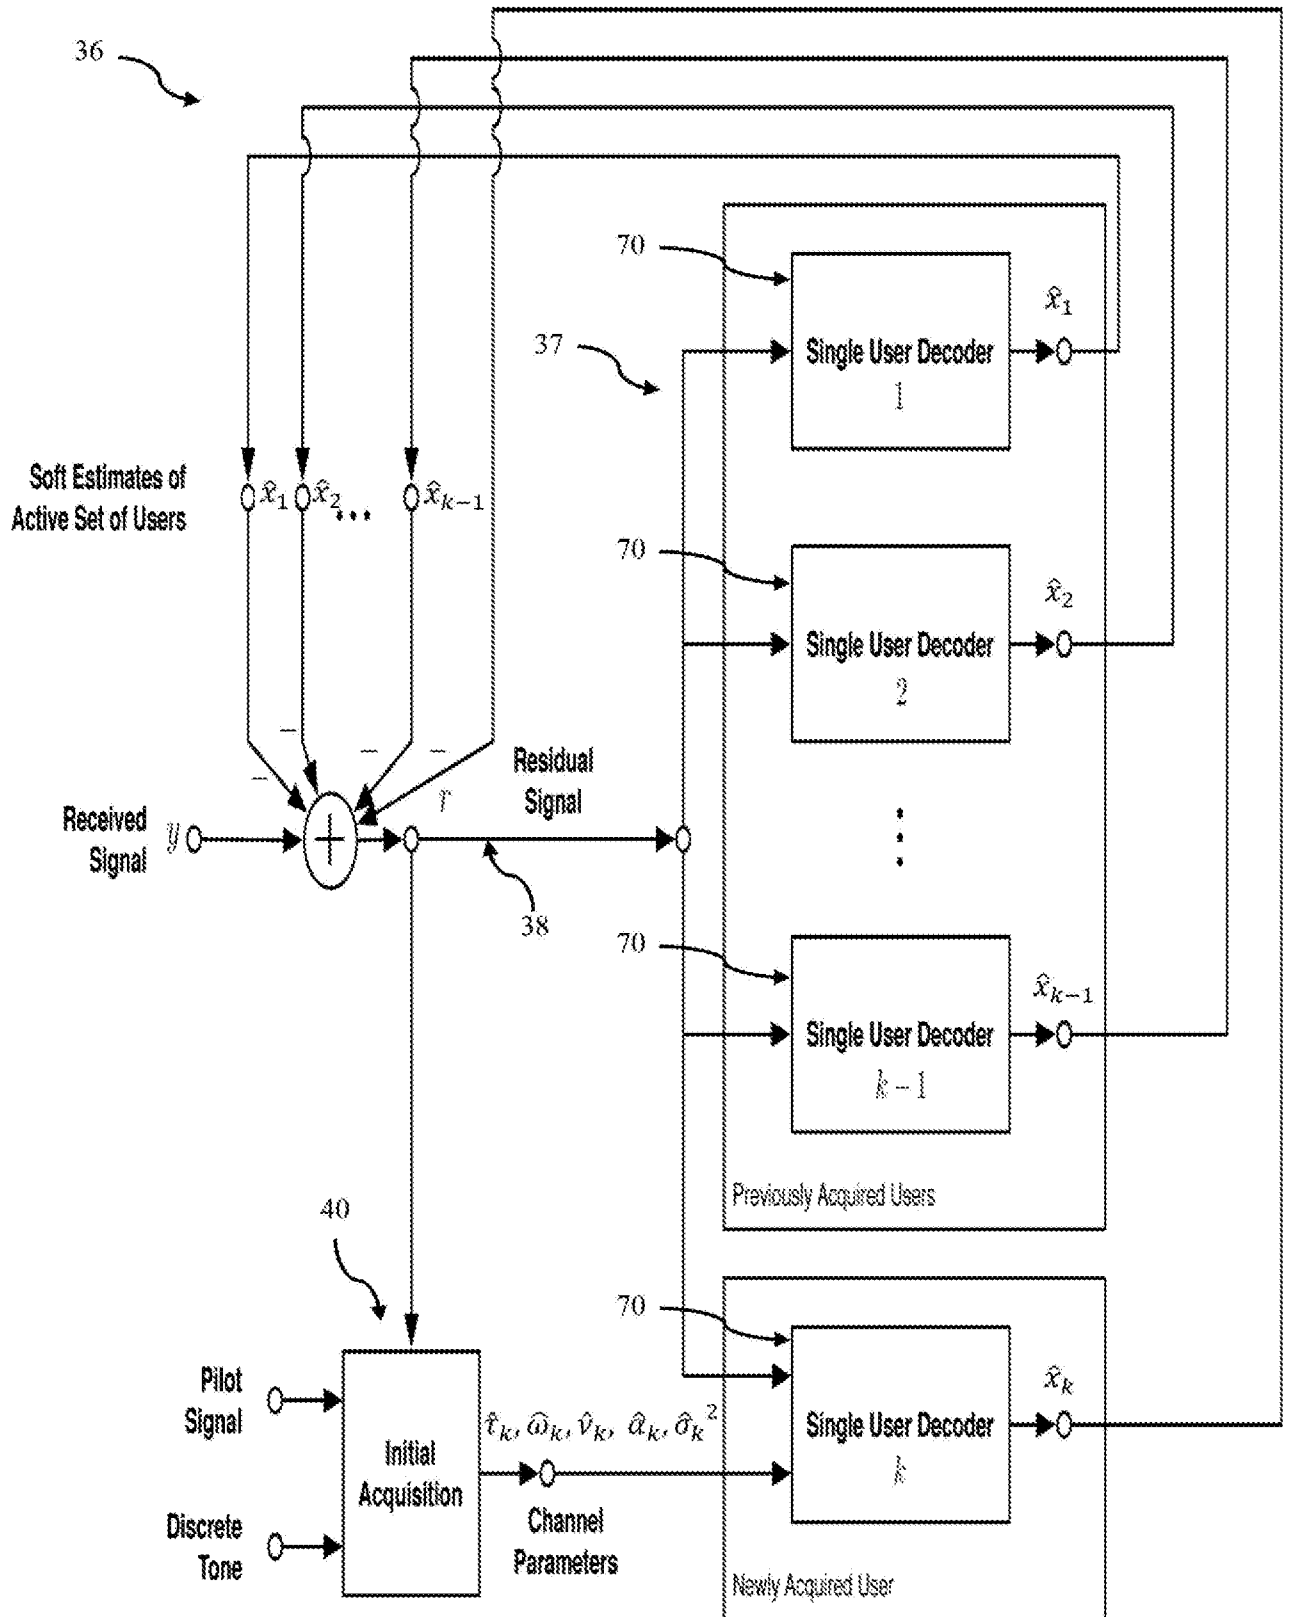 36
70
x̂₁
37
Single User Decoder
1
Soft Estimates of
Active Set of Users
x̂₁ x̂₂ ... x̂ₖ₋₁
70
x̂₂
Single User Decoder
2
− − − −
Residual
Signal
r
Received
Signal
y
+
38
70
x̂ₖ₋₁
Single User Decoder
k−1
Previously Acquired Users
40
70
x̂ₖ
Pilot
Signal
Single User Decoder
k
τ̂ₖ, ω̂ₖ, ν̂ₖ, α̂ₖ, σ̂ₖ²
Initial
Acquisition
Channel
Parameters
Discrete
Tone
Newly Acquired User